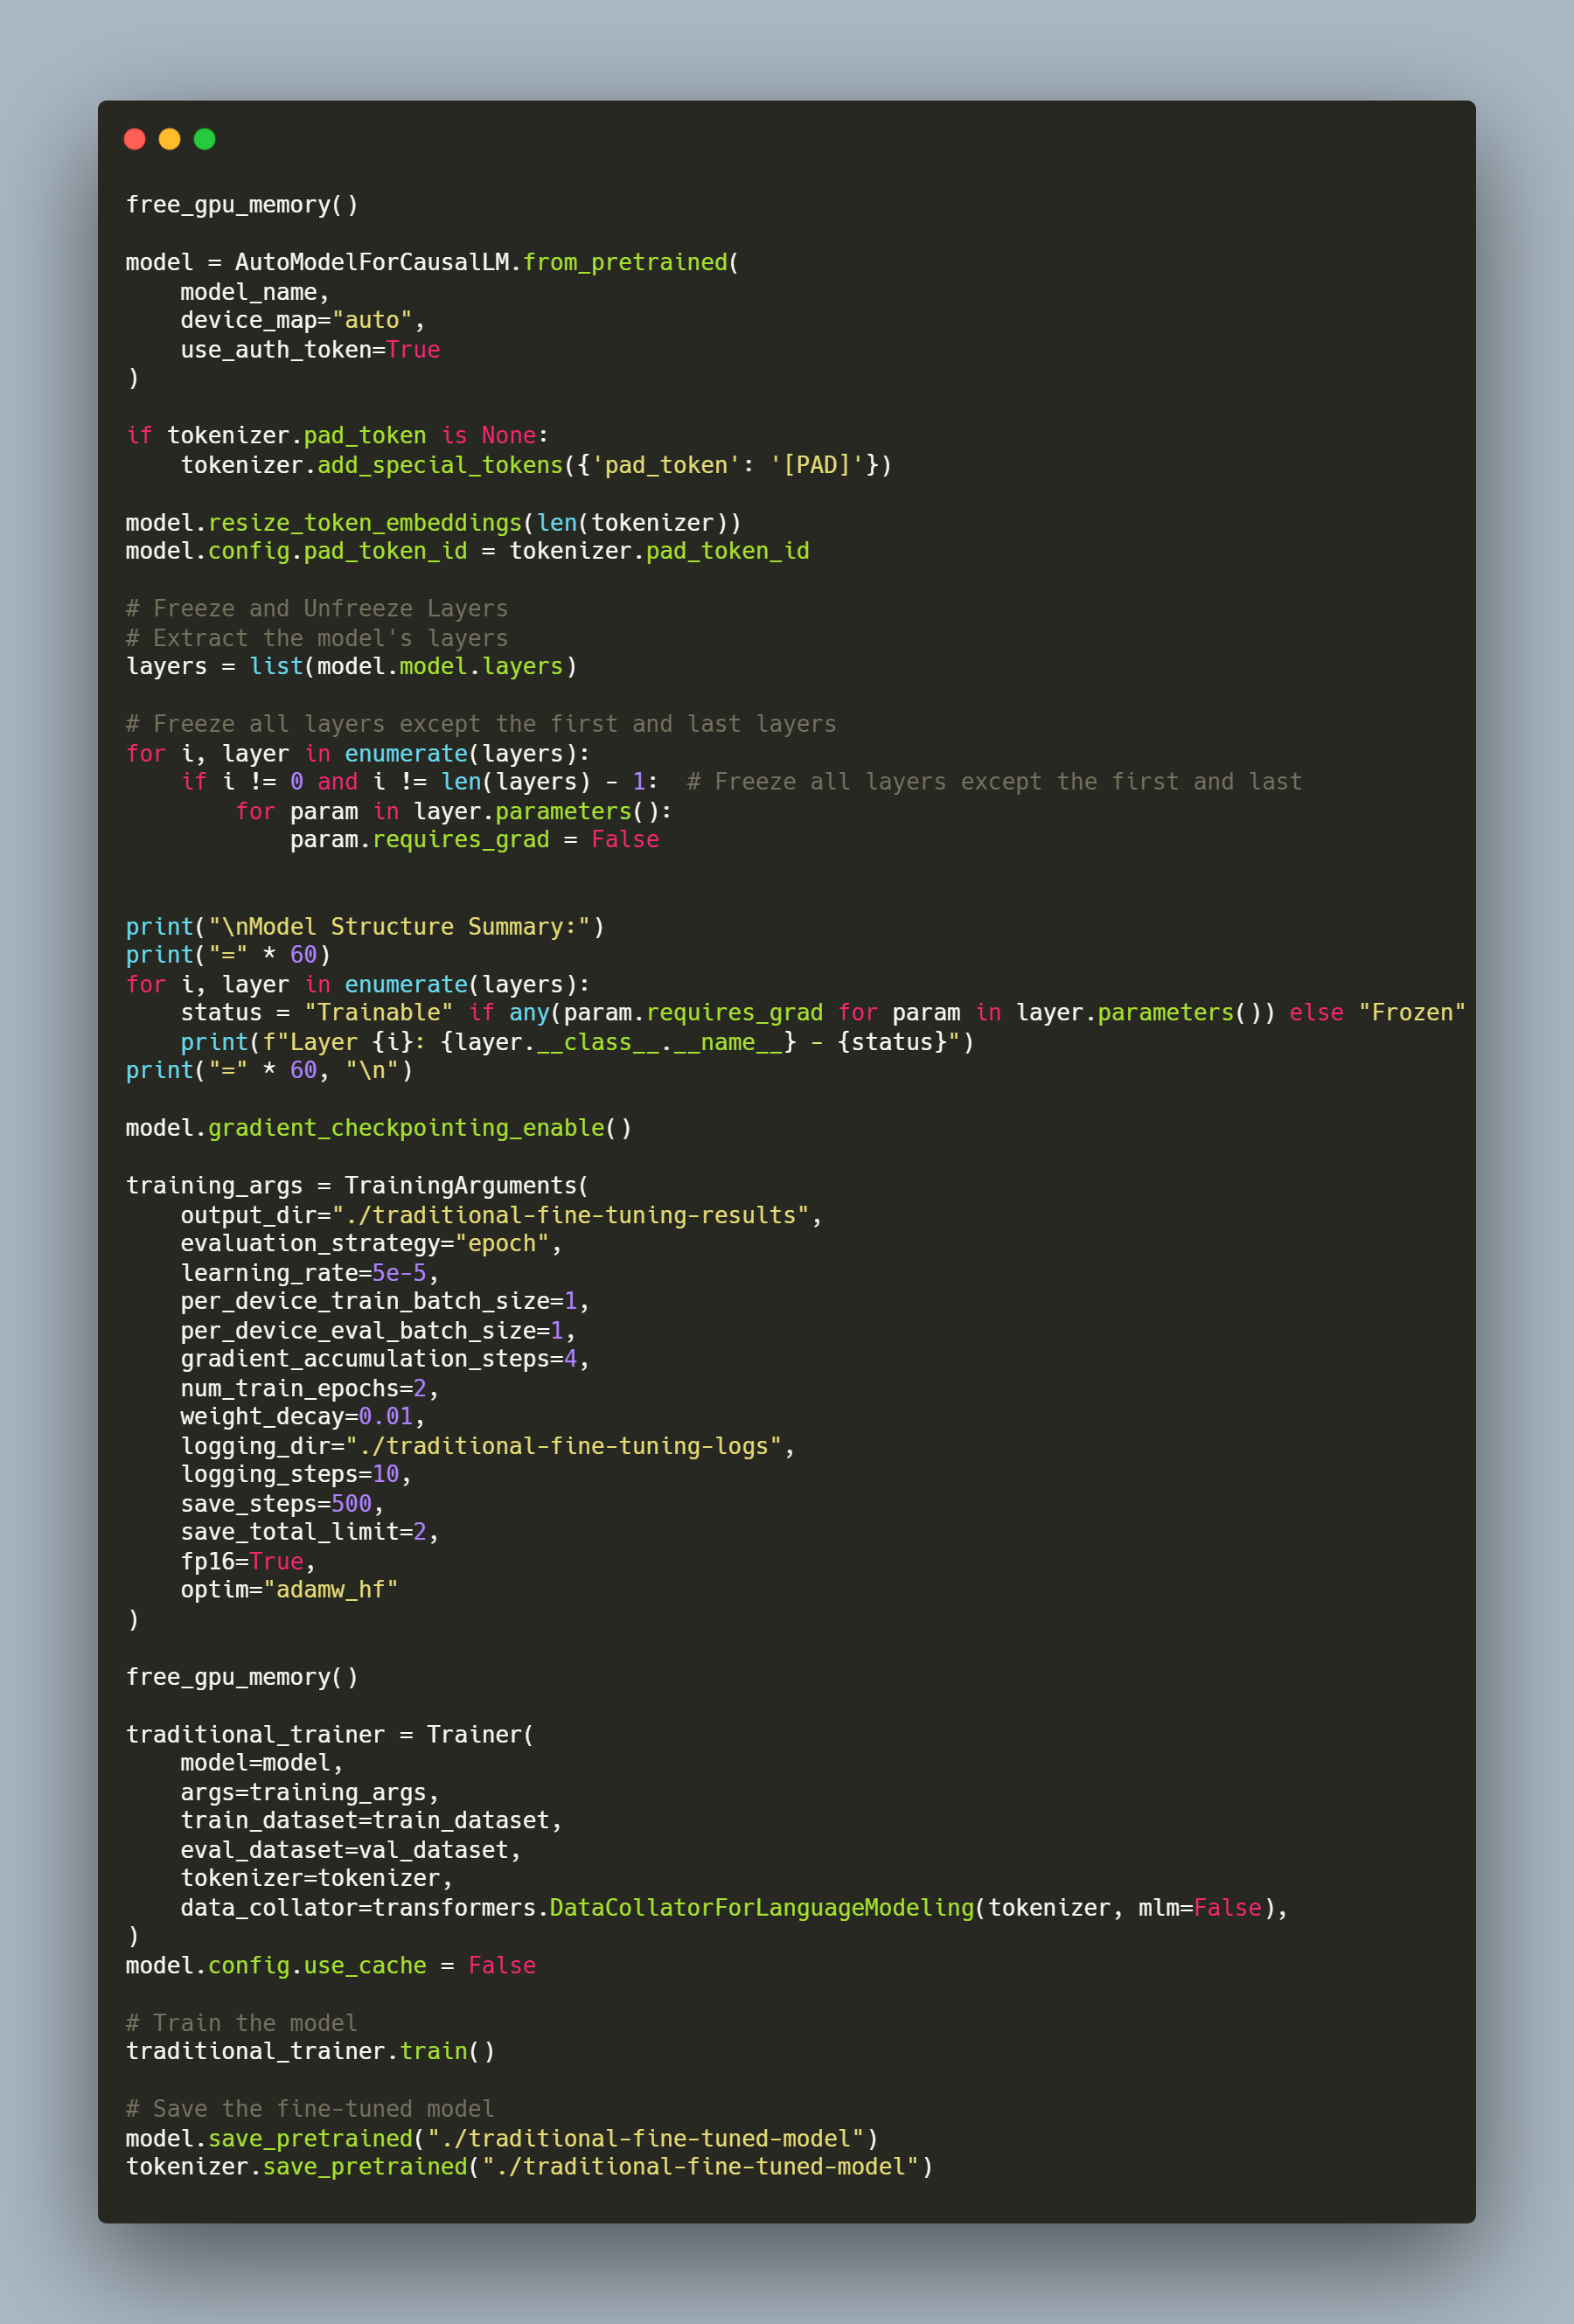 free_gpu_memory()

model = AutoModelForCausalLM.from_pretrained(
    model_name,
    device_map="auto",
    use_auth_token=True
)

if tokenizer.pad_token is None:
    tokenizer.add_special_tokens({'pad_token': '[PAD]'})

model.resize_token_embeddings(len(tokenizer))
model.config.pad_token_id = tokenizer.pad_token_id

# Freeze and Unfreeze Layers
# Extract the model's layers
layers = list(model.model.layers)

# Freeze all layers except the first and last layers
for i, layer in enumerate(layers):
    if i != 0 and i != len(layers) - 1:  # Freeze all layers except the first and last
        for param in layer.parameters():
            param.requires_grad = False


print("\nModel Structure Summary:")
print("=" * 60)
for i, layer in enumerate(layers):
    status = "Trainable" if any(param.requires_grad for param in layer.parameters()) else "Frozen"
    print(f"Layer {i}: {layer.__class__.__name__} - {status}")
print("=" * 60, "\n")

model.gradient_checkpointing_enable()

training_args = TrainingArguments(
    output_dir="./traditional-fine-tuning-results",
    evaluation_strategy="epoch",
    learning_rate=5e-5,
    per_device_train_batch_size=1,
    per_device_eval_batch_size=1,
    gradient_accumulation_steps=4,
    num_train_epochs=2,
    weight_decay=0.01,
    logging_dir="./traditional-fine-tuning-logs",
    logging_steps=10,
    save_steps=500,
    save_total_limit=2,
    fp16=True,
    optim="adamw_hf"
)

free_gpu_memory()

traditional_trainer = Trainer(
    model=model,
    args=training_args,
    train_dataset=train_dataset,
    eval_dataset=val_dataset,
    tokenizer=tokenizer,
    data_collator=transformers.DataCollatorForLanguageModeling(tokenizer, mlm=False),
)
model.config.use_cache = False

# Train the model
traditional_trainer.train()

# Save the fine-tuned model
model.save_pretrained("./traditional-fine-tuned-model")
tokenizer.save_pretrained("./traditional-fine-tuned-model")